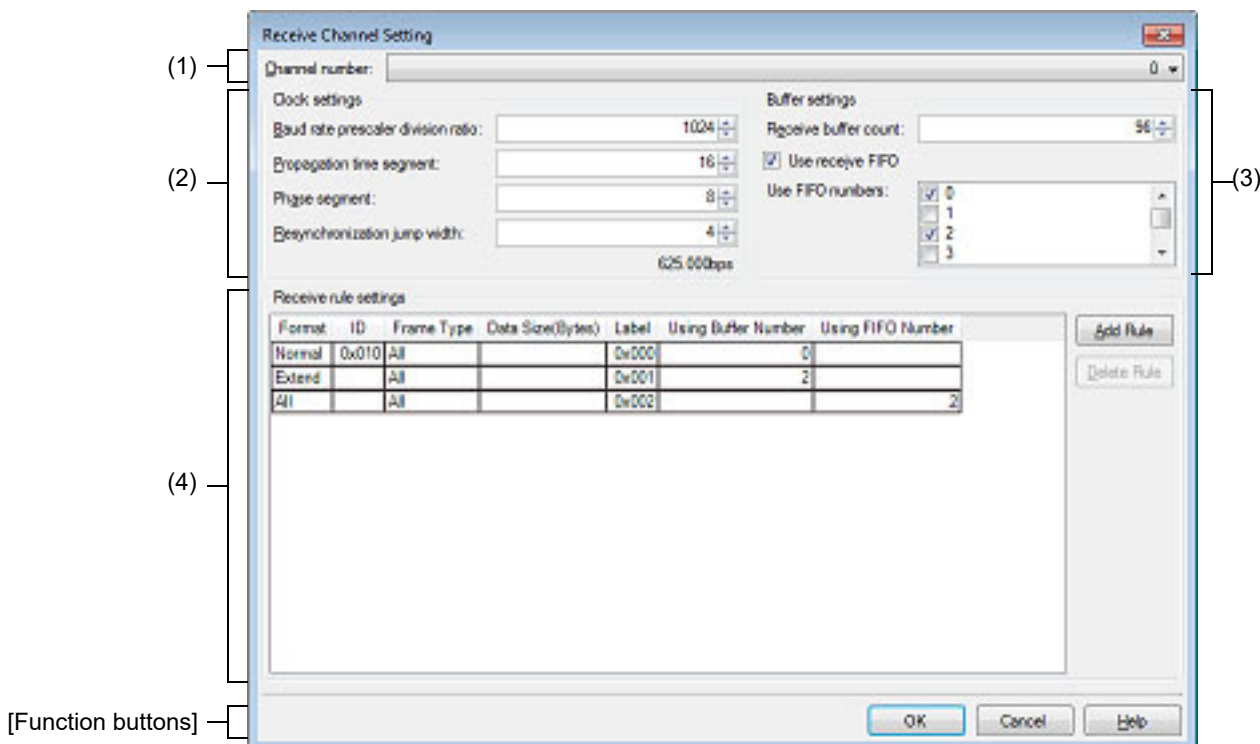 Receive Channel Setting
(1)
Channel number: 0
Clock settings
Baud rate prescaler division ratio: 1024
Propagation time segment: 16
(2)
Phase segment: 8
Resynchronization jump width: 4
625.000bps
Buffer settings
Receive buffer count: 96
Use receive FIFO
Use FIFO numbers: 0
1
2
3
(3)
Receive rule settings
Format ID Frame Type Data Size(Bytes) Label Using Buffer Number Using FIFO Number
Normal 0x010 All 0x000 0
Extend All 0x001 2
All All 0x002 2
Add Rule
Delete Rule
(4)
[Function buttons]
OK Cancel Help